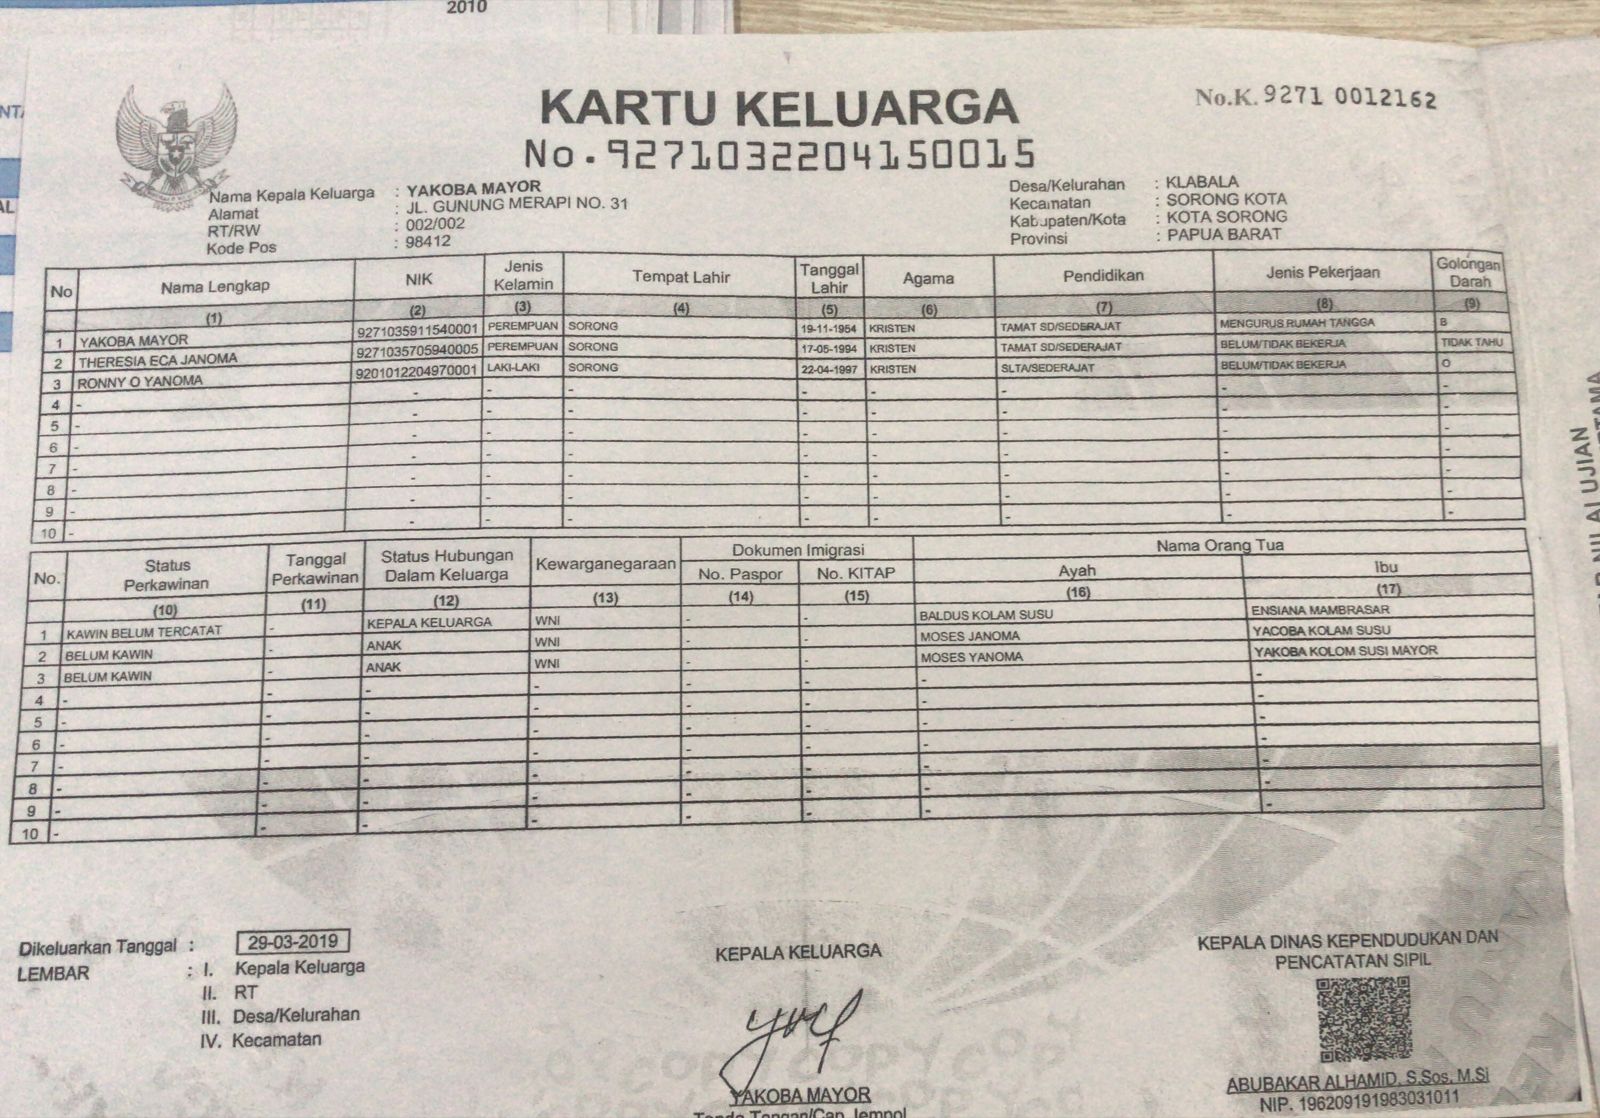 2010
KARTU KELUARGA
No.K. 9271 0012162
No. 9271032204150015
Nama Kepala Keluarga : YAKOBA MAYOR
Alamat : JL. GUNUNG MERAPI NO. 31
RT/RW : 002/002
Kode Pos : 98412
Desa/Kelurahan : KLABALA
Kecamatan : SORONG KOTA
Kabupaten/Kota : KOTA SORONG
Provinsi : PAPUA BARAT
No Nama Lengkap NIK Jenis Kelamin Tempat Lahir Tanggal Lahir Agama Pendidikan Jenis Pekerjaan Golongan Darah
(1) (2) (3) (4) (5) (6) (7) (8) (9)
1 YAKOBA MAYOR 9271035911540001 PEREMPUAN SORONG 19-11-1954 KRISTEN TAMAT SD/SEDERAJAT MENGURUS RUMAH TANGGA B
2 THERESIA ECA JANOMA 9271035705940005 PEREMPUAN SORONG 17-05-1994 KRISTEN TAMAT SD/SEDERAJAT BELUM/TIDAK BEKERJA TIDAK TAHU
3 RONNY O YANOMA 9201012204970001 LAKI-LAKI SORONG 22-04-1997 KRISTEN SLTA/SEDERAJAT BELUM/TIDAK BEKERJA O
4 - - - - - - - - -
5 - - - - - - - - -
6 - - - - - - - - -
7 - - - - - - - - -
8 - - - - - - - - -
9 - - - - - - - - -
10 - - - - - - - - -
No. Status Perkawinan Tanggal Perkawinan Status Hubungan Dalam Keluarga Kewarganegaraan Dokumen Imigrasi Nama Orang Tua
No. Paspor No. KITAP Ayah Ibu
(10) (11) (12) (13) (14) (15) (16) (17)
1 KAWIN BELUM TERCATAT - KEPALA KELUARGA WNI - - BALDUS KOLAM SUSU ENSIANA MAMBRASAR
2 BELUM KAWIN - ANAK WNI - - MOSES JANOMA YACOBA KOLAM SUSU
3 BELUM KAWIN - ANAK WNI - - MOSES YANOMA YAKOBA KOLOM SUSI MAYOR
4 - - - - - - - -
5 - - - - - - - -
6 - - - - - - - -
7 - - - - - - - -
8 - - - - - - - -
9 - - - - - - - -
10 - - - - - - - -
Dikeluarkan Tanggal : 29-03-2019
LEMBAR : I. Kepala Keluarga
II. RT
III. Desa/Kelurahan
IV. Kecamatan
KEPALA KELUARGA
YAKOBA MAYOR
Tanda Tangan/Cap Jempol
KEPALA DINAS KEPENDUDUKAN DAN
PENCATATAN SIPIL
ABUBAKAR ALHAMID, S.Sos, M.Si
NIP. 196209191983031011
NILAI UJIAN